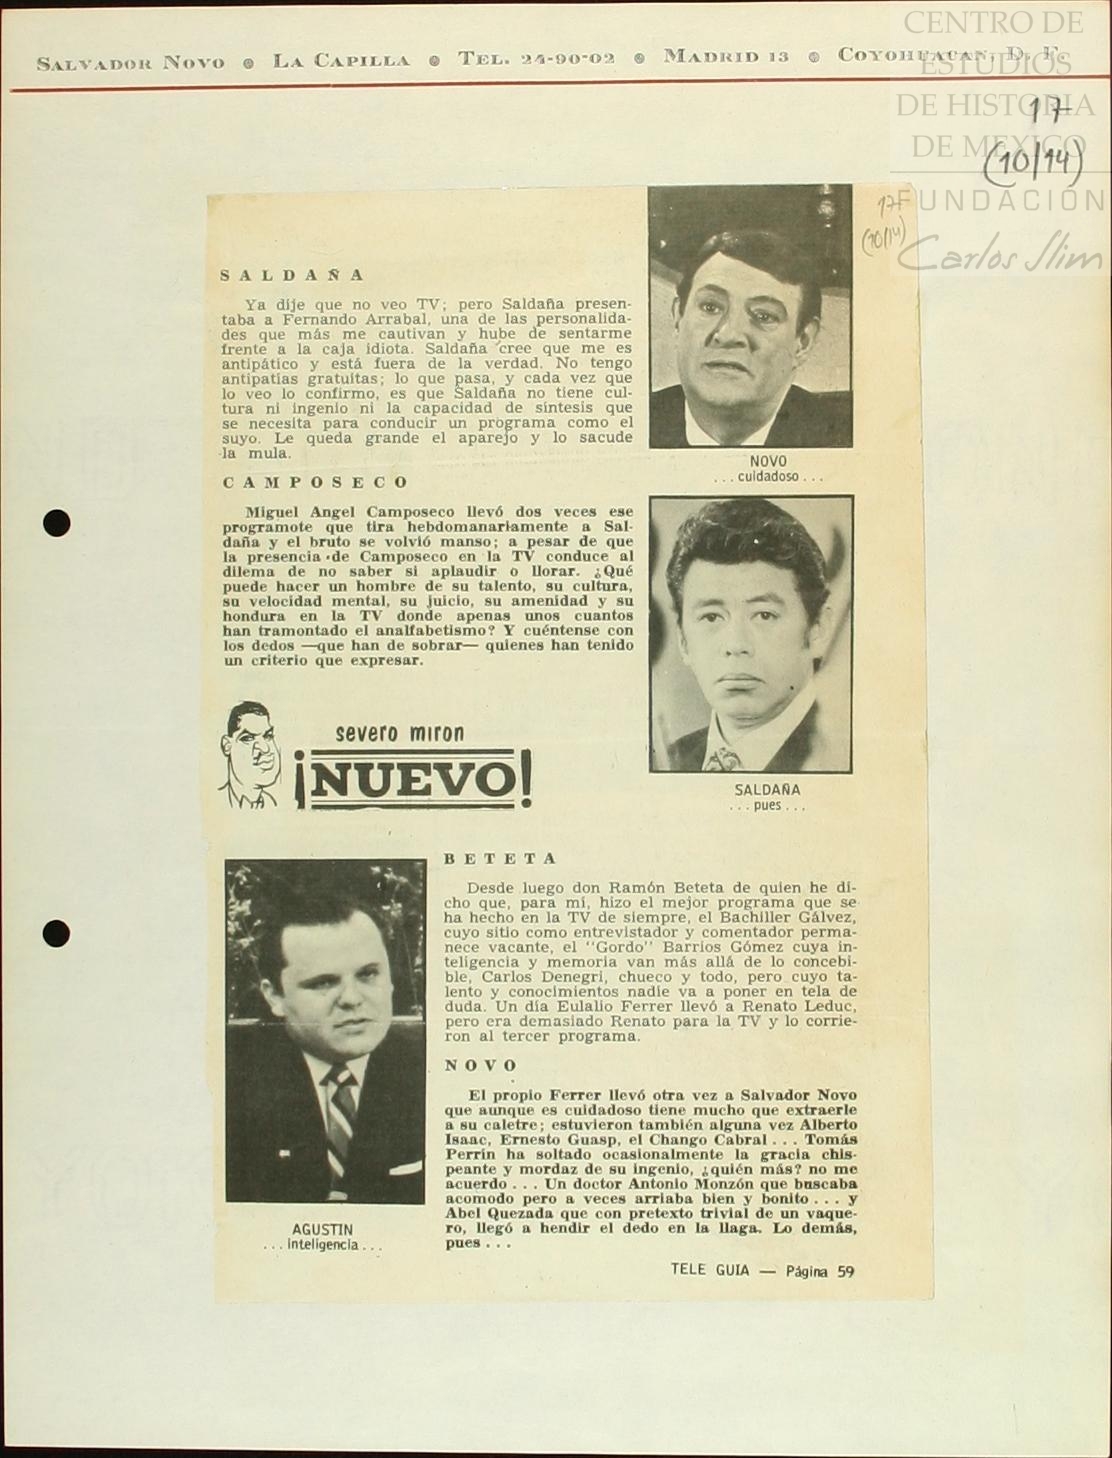 SALVADOR NOVO ● LA CAPILLA ● TEL. 24-90-02 ● MADRID 13 ● COYOHUACAN, D. F.
CENTRO DE
ESTUDIOS
DE HISTORIA
DE MEXICO
FUNDACIÓN
Carlos Slim
17
(10/14)
17
(10/14)
SALDAÑA
Ya dije que no veo TV; pero Saldaña presen-
taba a Fernando Arrabal, una de las personalida-
des que más me cautivan y hube de sentarme
frente a la caja idiota. Saldaña cree que me es
antipático y está fuera de la verdad. No tengo
antipatías gratuitas; lo que pasa, y cada vez que
lo veo lo confirmo, es que Saldaña no tiene cul-
tura ni ingenio ni la capacidad de síntesis que
se necesita para conducir un programa como el
suyo. Le queda grande el aparejo y lo sacude
la mula.
NOVO
...cuidadoso...
CAMPOSECO
Miguel Angel Camposeco llevó dos veces ese
programote que tira hebdomanariamente a Sal-
daña y el bruto se volvió manso; a pesar de que
la presencia de Camposeco en la TV conduce al
dilema de no saber si aplaudir o llorar. ¿Qué
puede hacer un hombre de su talento, su cultura,
su velocidad mental, su juicio, su amenidad y su
hondura en la TV donde apenas unos cuantos
han tramontado el analfabetismo? Y cuéntense con
los dedos —que han de sobrar— quienes han tenido
un criterio que expresar.
SALDAÑA
...pues...
severo miron
¡NUEVO!
BETETA
Desde luego don Ramón Beteta de quien he di-
cho que, para mí, hizo el mejor programa que se
ha hecho en la TV de siempre, el Bachiller Gálvez,
cuyo sitio como entrevistador y comentador perma-
nece vacante, el "Gordo" Barrios Gómez cuya in-
teligencia y memoria van más allá de lo concebi-
ble, Carlos Denegri, chueco y todo, pero cuyo ta-
lento y conocimientos nadie va a poner en tela de
duda. Un día Eulalio Ferrer llevó a Renato Leduc,
pero era demasiado Renato para la TV y lo corrie-
ron al tercer programa.
NOVO
El propio Ferrer llevó otra vez a Salvador Novo
que aunque es cuidadoso tiene mucho que extraerle
a su caletre; estuvieron también alguna vez Alberto
Isaac, Ernesto Guasp, el Chango Cabral... Tomás
Perrín ha soltado ocasionalmente la gracia chis-
peante y mordaz de su ingenio, ¿quién más? no me
acuerdo... Un doctor Antonio Monzón que buscaba
acomodo pero a veces arriaba bien y bonito... y
Abel Quezada que con pretexto trivial de un vaque-
ro, llegó a hendir el dedo en la llaga. Lo demás,
pues...
AGUSTIN
...inteligencia...
TELE GUIA — Página 59